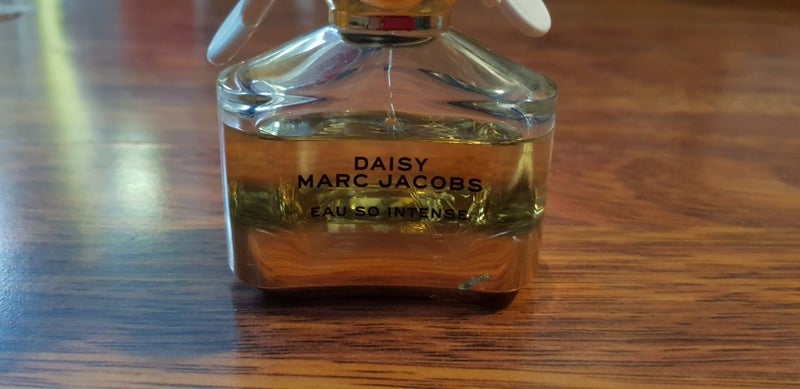 DAISY
MARC JACOBS
EAU SO INTENSE